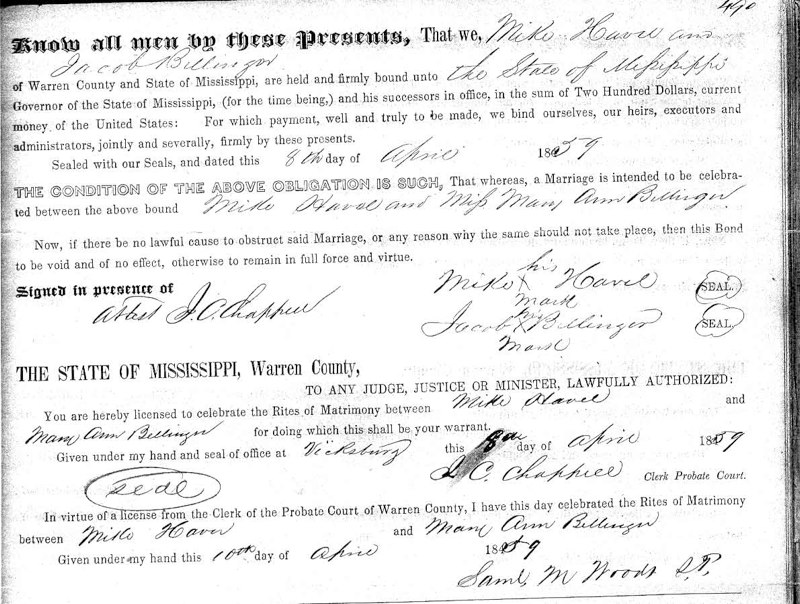 490
Know all men by these Presents, That we, Mike Havel and
Jacob Bellinger
of Warren County and State of Mississippi, are held and firmly bound unto the State of Missisippi
Governor of the State of Mississippi, (for the time being,) and his successors in office, in the sum of Two Hundred Dollars, current
money of the United States: For which payment, well and truly to be made, we bind ourselves, our heirs, executors and
administrators, jointly and severally, firmly by these presents.
Sealed with our Seals, and dated this 8th day of April 1859
THE CONDITION OF THE ABOVE OBLIGATION IS SUCH, That whereas, a Marriage is intended to be celebra-
ted between the above bound Mike Havel and Miss Mary Ann Bellinger
Now, if there be no lawful cause to obstruct said Marriage, or any reason why the same should not take place, then this Bond
to be void and of no effect, otherwise to remain in full force and virtue.
Signed in presence of
Attest J. C. Chappell
Mike his X mark Havel SEAL.
Jacob his X mark Bellinger SEAL.
THE STATE OF MISSISSIPPI, Warren County,
TO ANY JUDGE, JUSTICE OR MINISTER, LAWFULLY AUTHORIZED:
You are hereby licensed to celebrate the Rites of Matrimony between Mike Havel and
Mary Ann Bellinger for doing which this shall be your warrant.
Given under my hand and seal of office at Vicksburg this 8th day of April 1859
J. C. Chappell Clerk Probate Court.
Seal
In virtue of a license from the Clerk of the Probate Court of Warren County, I have this day celebrated the Rites of Matrimony
between Mike Haver and Mary Ann Bellinger
Given under my hand this 10th day of April 1859
Saml. M Woods